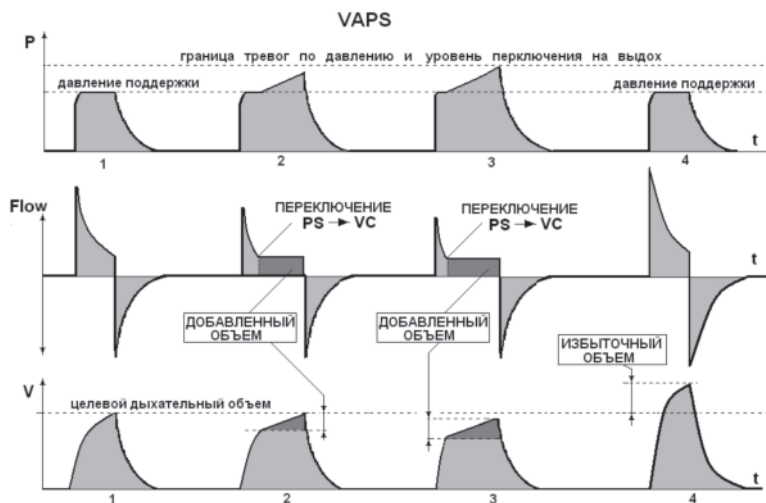 VAPS
P
граница тревог по давлению и уровень перключения на выдох
давление поддержки
давление поддержки
t
1
2
3
4
Flow
ПЕРЕКЛЮЧЕНИЕ
PS → VC
ПЕРЕКЛЮЧЕНИЕ
PS → VC
t
ДОБАВЛЕННЫЙ
ОБЪЕМ
ДОБАВЛЕННЫЙ
ОБЪЕМ
ИЗБЫТОЧНЫЙ
ОБЪЕМ
V
целевой дыхательный объем
t
1
2
3
4